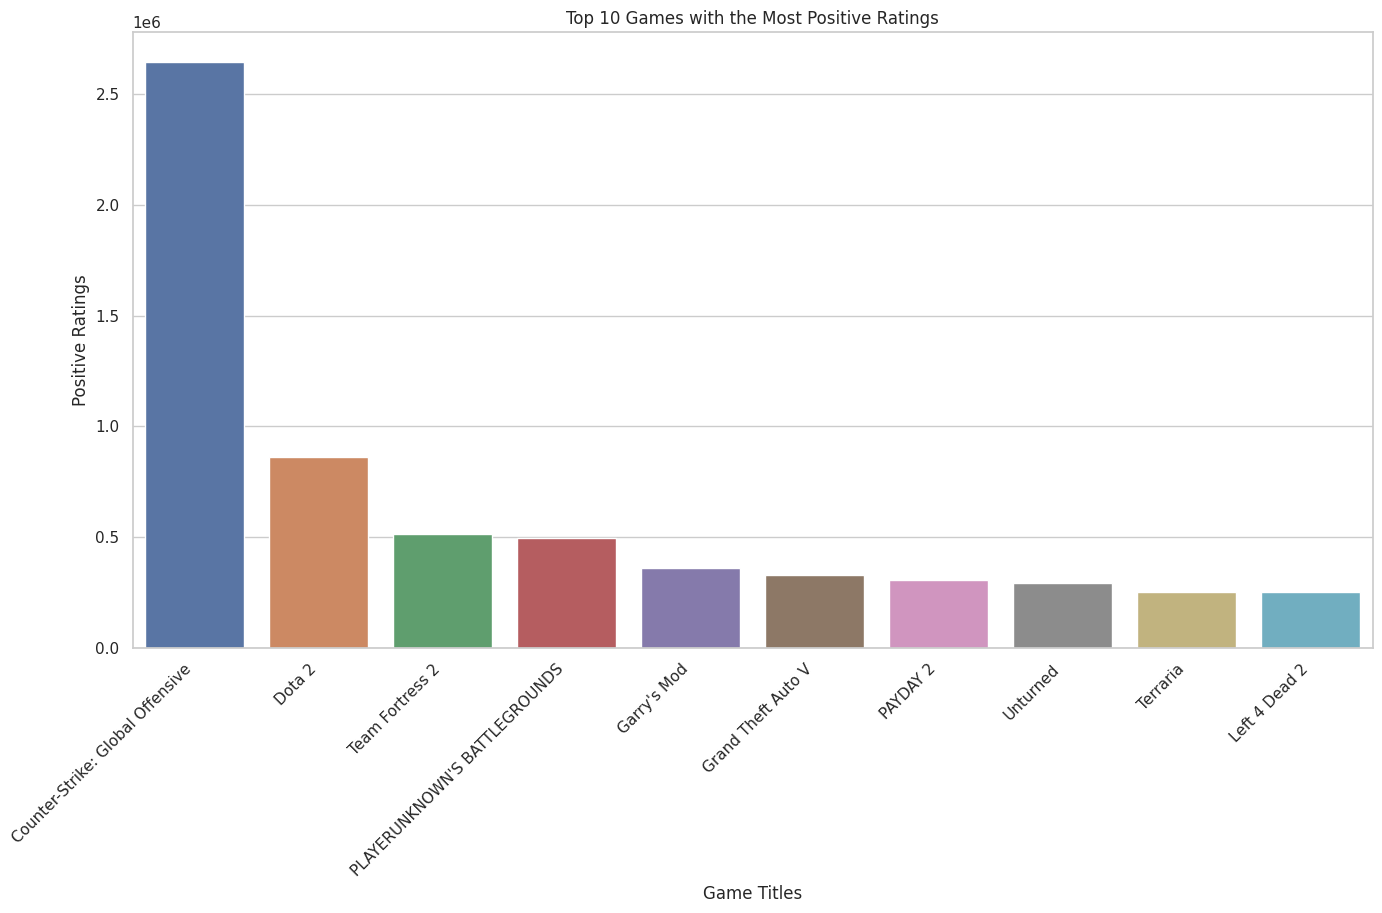 Top 10 Games with the Most Positive Ratings
1e6
2.5
2.0
1.5
1.0
0.5
0.0
Positive Ratings
Counter-Strike: Global Offensive
Dota 2
Team Fortress 2
PLAYERUNKNOWN'S BATTLEGROUNDS
Garry's Mod
Grand Theft Auto V
PAYDAY 2
Unturned
Terraria
Left 4 Dead 2
Game Titles